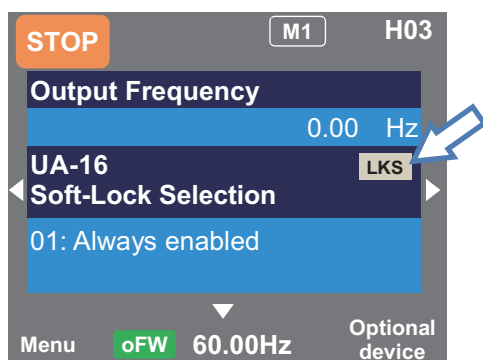 STOP M1 H03
Output Frequency
0.00 Hz
UA-16 LKS
Soft-Lock Selection
01: Always enabled
Menu oFW 60.00Hz Optional
device